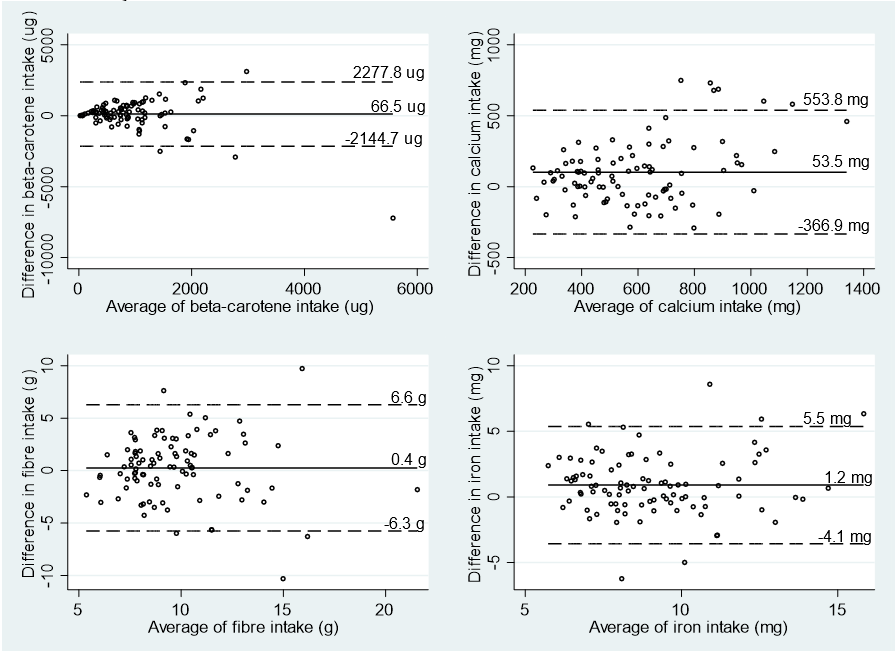 Difference in beta-carotene intake (ug)
5000
0
-5000
-10000
2277.8 ug
66.5 ug
-2144.7 ug
0 2000 4000 6000
Average of beta-carotene intake (ug)
Difference in calcium intake (mg)
1000
500
0
-500
553.8 mg
53.5 mg
-366.9 mg
200 400 600 800 1000 1200 1400
Average of calcium intake (mg)
Difference in fibre intake (g)
10
5
0
-5
-10
6.6 g
0.4 g
-6.3 g
5 10 15 20
Average of fibre intake (g)
Difference in iron intake (mg)
10
5
0
-5
5.5 mg
1.2 mg
-4.1 mg
5 10 15
Average of iron intake (mg)